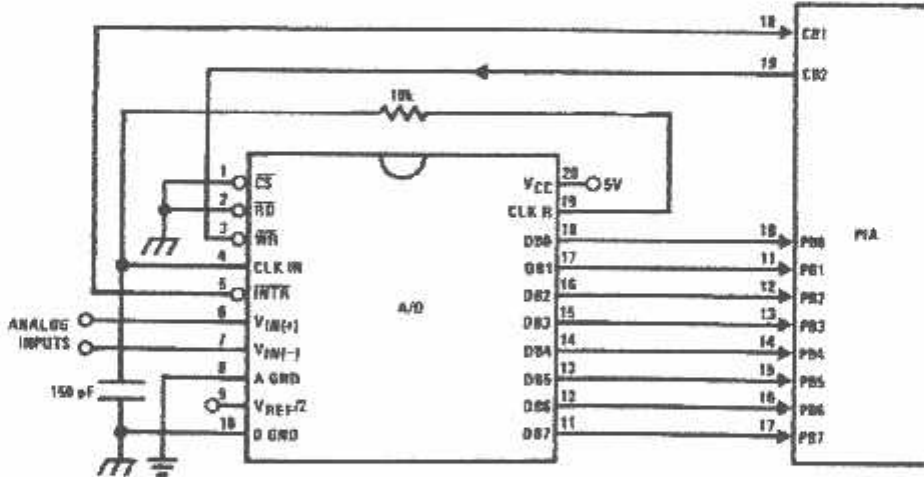 18 CB1
19 CB2
10k
1 CS 20 VCC 5V
2 RD 19 CLK R
3 WR 18 DB0 10 PB0
4 CLK IN 17 DB1 11 PB1
5 INTR 16 DB2 12 PB2
6 VIN(+) 15 DB3 13 PB3
7 VIN(−) 14 DB4 14 PB4
8 A GND 13 DB5 15 PB5
9 VREF/2 12 DB6 16 PB6
10 D GND 11 DB7 17 PB7
A/D
PIA
ANALOG
INPUTS
150 pF